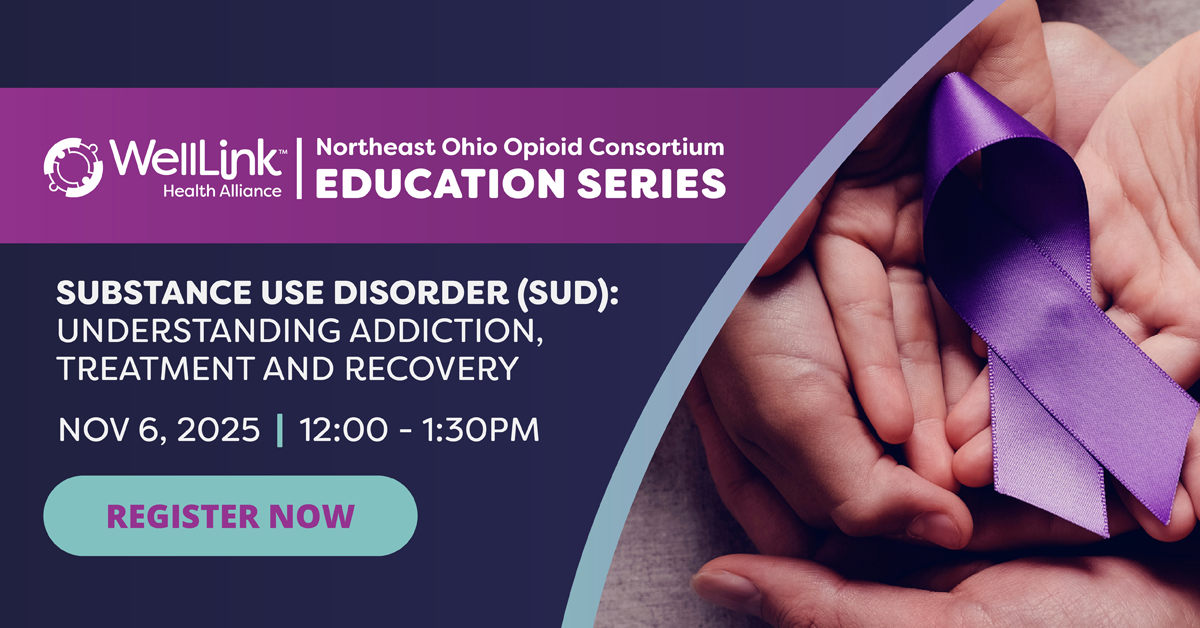 WellLink™
Health Alliance
Northeast Ohio Opioid Consortium
EDUCATION SERIES
SUBSTANCE USE DISORDER (SUD):
UNDERSTANDING ADDICTION,
TREATMENT AND RECOVERY
NOV 6, 2025 | 12:00 - 1:30PM
REGISTER NOW